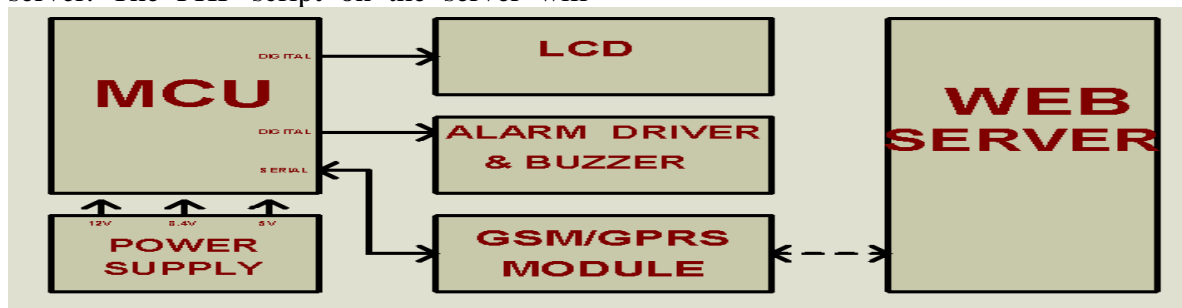 server. The PHP script on the server will
DIGITAL
LCD
MCU
WEB
SERVER
DIGITAL
ALARM DRIVER
& BUZZER
SERIAL
12V
5V
POWER
SUPPLY
GSM/GPRS
MODULE